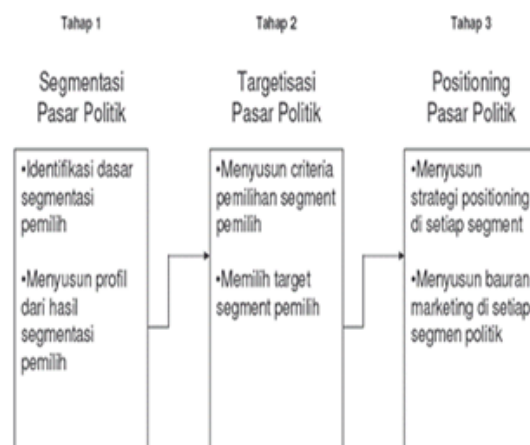 Tahap 1
Segmentasi
Pasar Politik
•Identifikasi dasar
segmentasi
pemilih
•Menyusun profil
dari hasil
segmentasi
pemilih
Tahap 2
Targetisasi
Pasar Politik
•Menyusun criteria
pemilihan segment
pemilih
•Memilih target
segment pemilih
Tahap 3
Positioning
Pasar Politik
•Menyusun
strategi positioning
di setiap segment
•Menyusun bauran
marketing di setiap
segmen politik